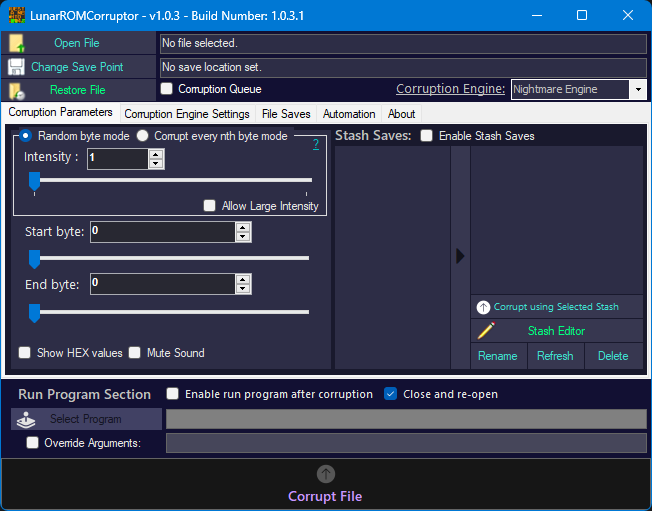 LunarROMCorruptor - v1.0.3 - Build Number: 1.0.3.1
Open File
No file selected.
Change Save Point
No save location set.
Restore File
Corruption Queue
Corruption Engine:
Nightmare Engine
Corruption Parameters
Corruption Engine Settings
File Saves
Automation
About
Random byte mode
Corrupt every nth byte mode
Stash Saves:
Enable Stash Saves
Intensity :
1
?
Allow Large Intensity
Start byte:
0
End byte:
0
Corrupt using Selected Stash
Stash Editor
Show HEX values
Mute Sound
Rename
Refresh
Delete
Run Program Section
Enable run program after corruption
Close and re-open
Select Program
Override Arguments:
Corrupt File